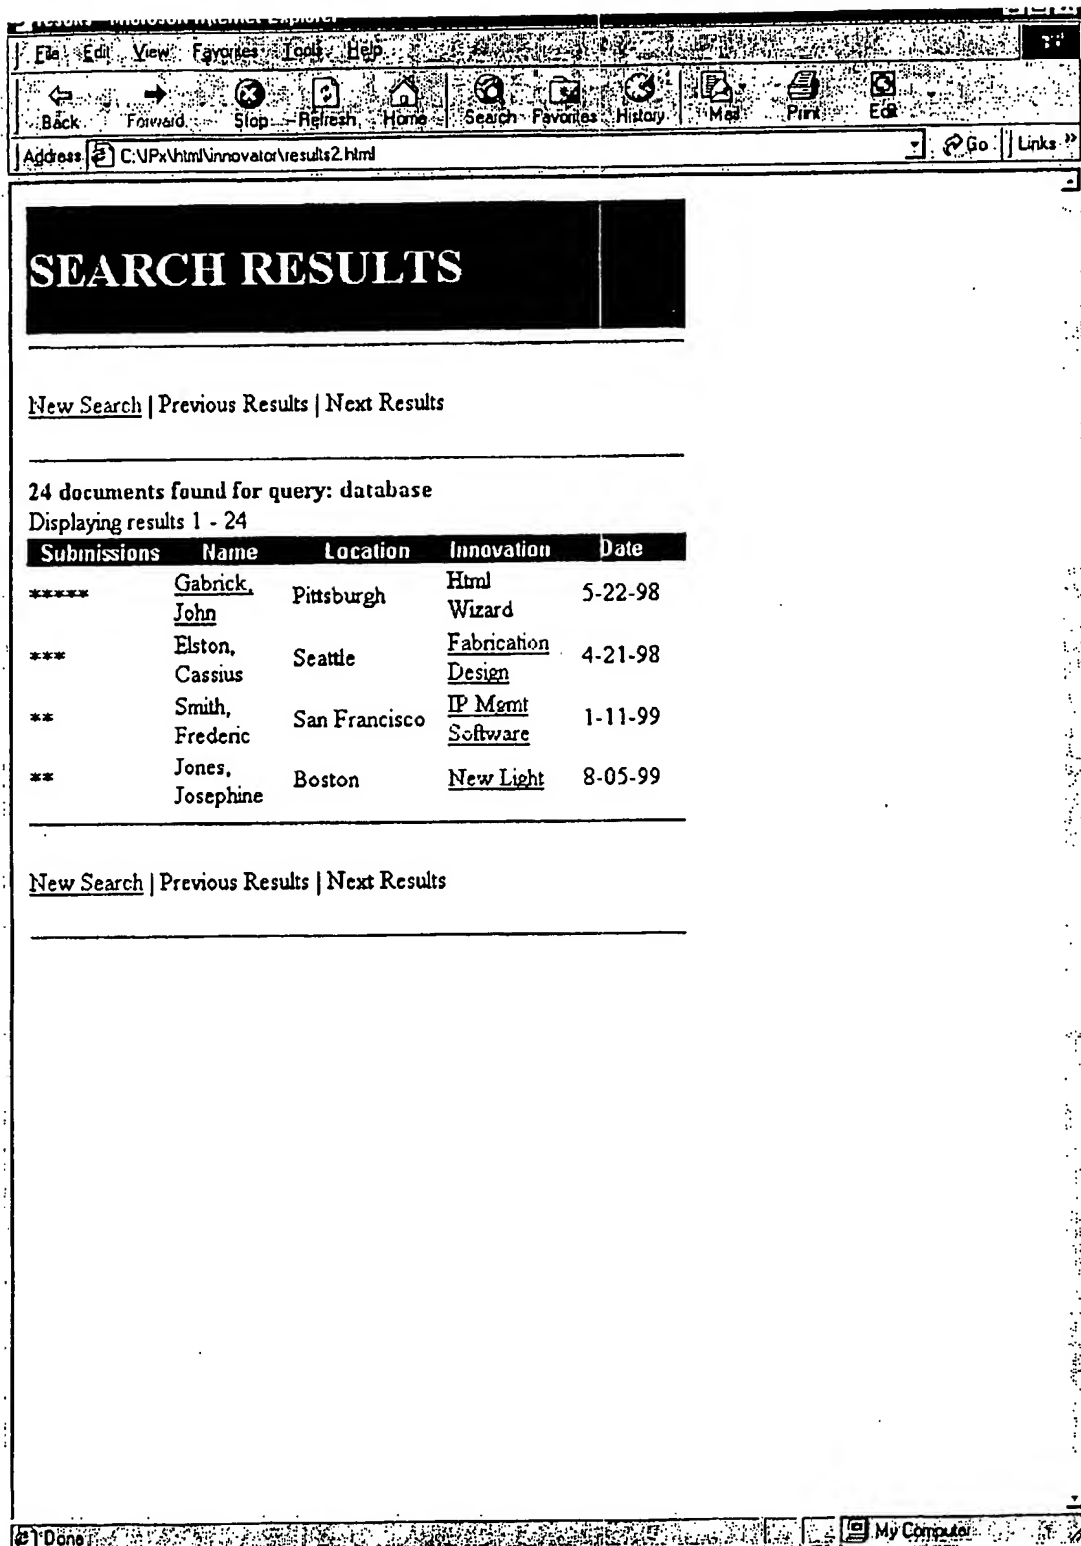 Results - Microsoft Internet Explorer
File Edit View Favorites Tools Help
Back Forward Stop Refresh Home Search Favorites History Mail Print Edit
Address C:\IPx\html\innovator\results2.html Go Links »
SEARCH RESULTS
New Search | Previous Results | Next Results
24 documents found for query: database
Displaying results 1 - 24
Submissions Name Location Innovation Date
***** Gabrick, John Pittsburgh Html Wizard 5-22-98
*** Elston, Cassius Seattle Fabrication Design 4-21-98
** Smith, Frederic San Francisco IP Mgmt Software 1-11-99
** Jones, Josephine Boston New Light 8-05-99
New Search | Previous Results | Next Results
Done My Computer